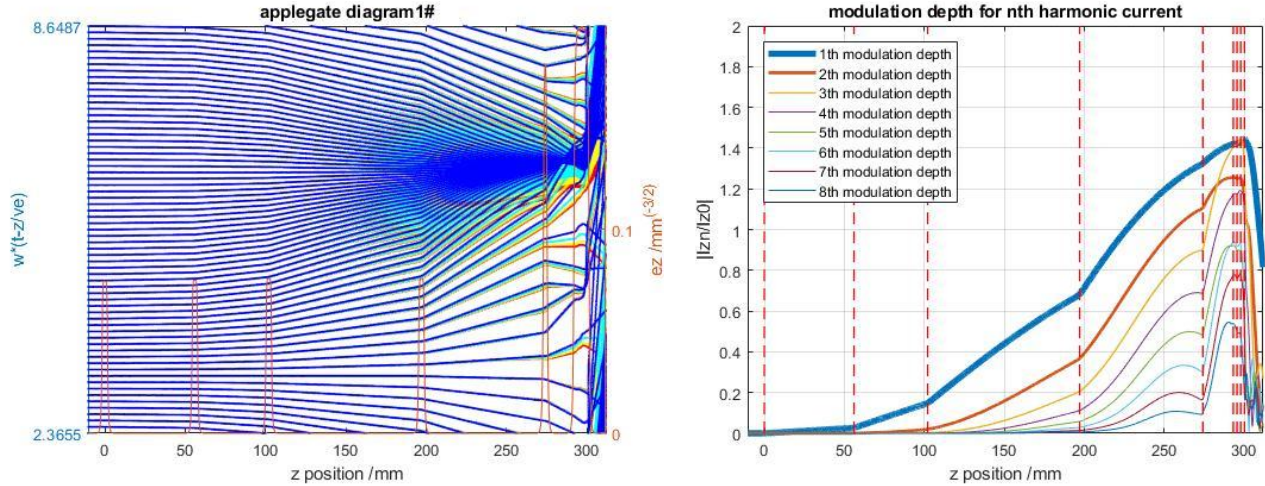 applegate diagram1#
8.6487
w*(t-z/ve)
2.3655
0.1
0
ez /mm^(-3/2)
0 50 100 150 200 250 300
z position /mm
modulation depth for nth harmonic current
2
1.8
1.6
1.4
1.2
1
0.8
0.6
0.4
0.2
0
|Izn/Iz0|
1th modulation depth
2th modulation depth
3th modulation depth
4th modulation depth
5th modulation depth
6th modulation depth
7th modulation depth
8th modulation depth
0 50 100 150 200 250 300
z position /mm